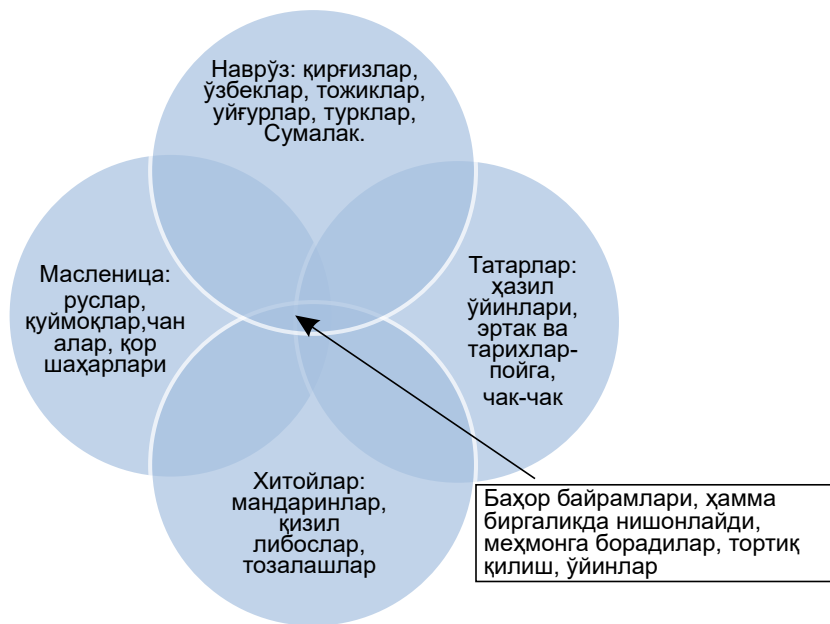 Наврўз: қирғизлар,
ўзбеклар, тожиклар,
уйғурлар, турклар,
Сумалак.
Масленица:
руслар,
қуймоқлар,чан
алар, қор
шаҳарлари
Татарлар:
ҳазил
ўйинлари,
эртак ва
тарихлар-
пойга,
чак-чак
Хитойлар:
мандаринлар,
қизил
либослар,
тозалашлар
Баҳор байрамлари, ҳамма
биргаликда нишонлайди,
меҳмонга борадилар, тортиқ
қилиш, ўйинлар